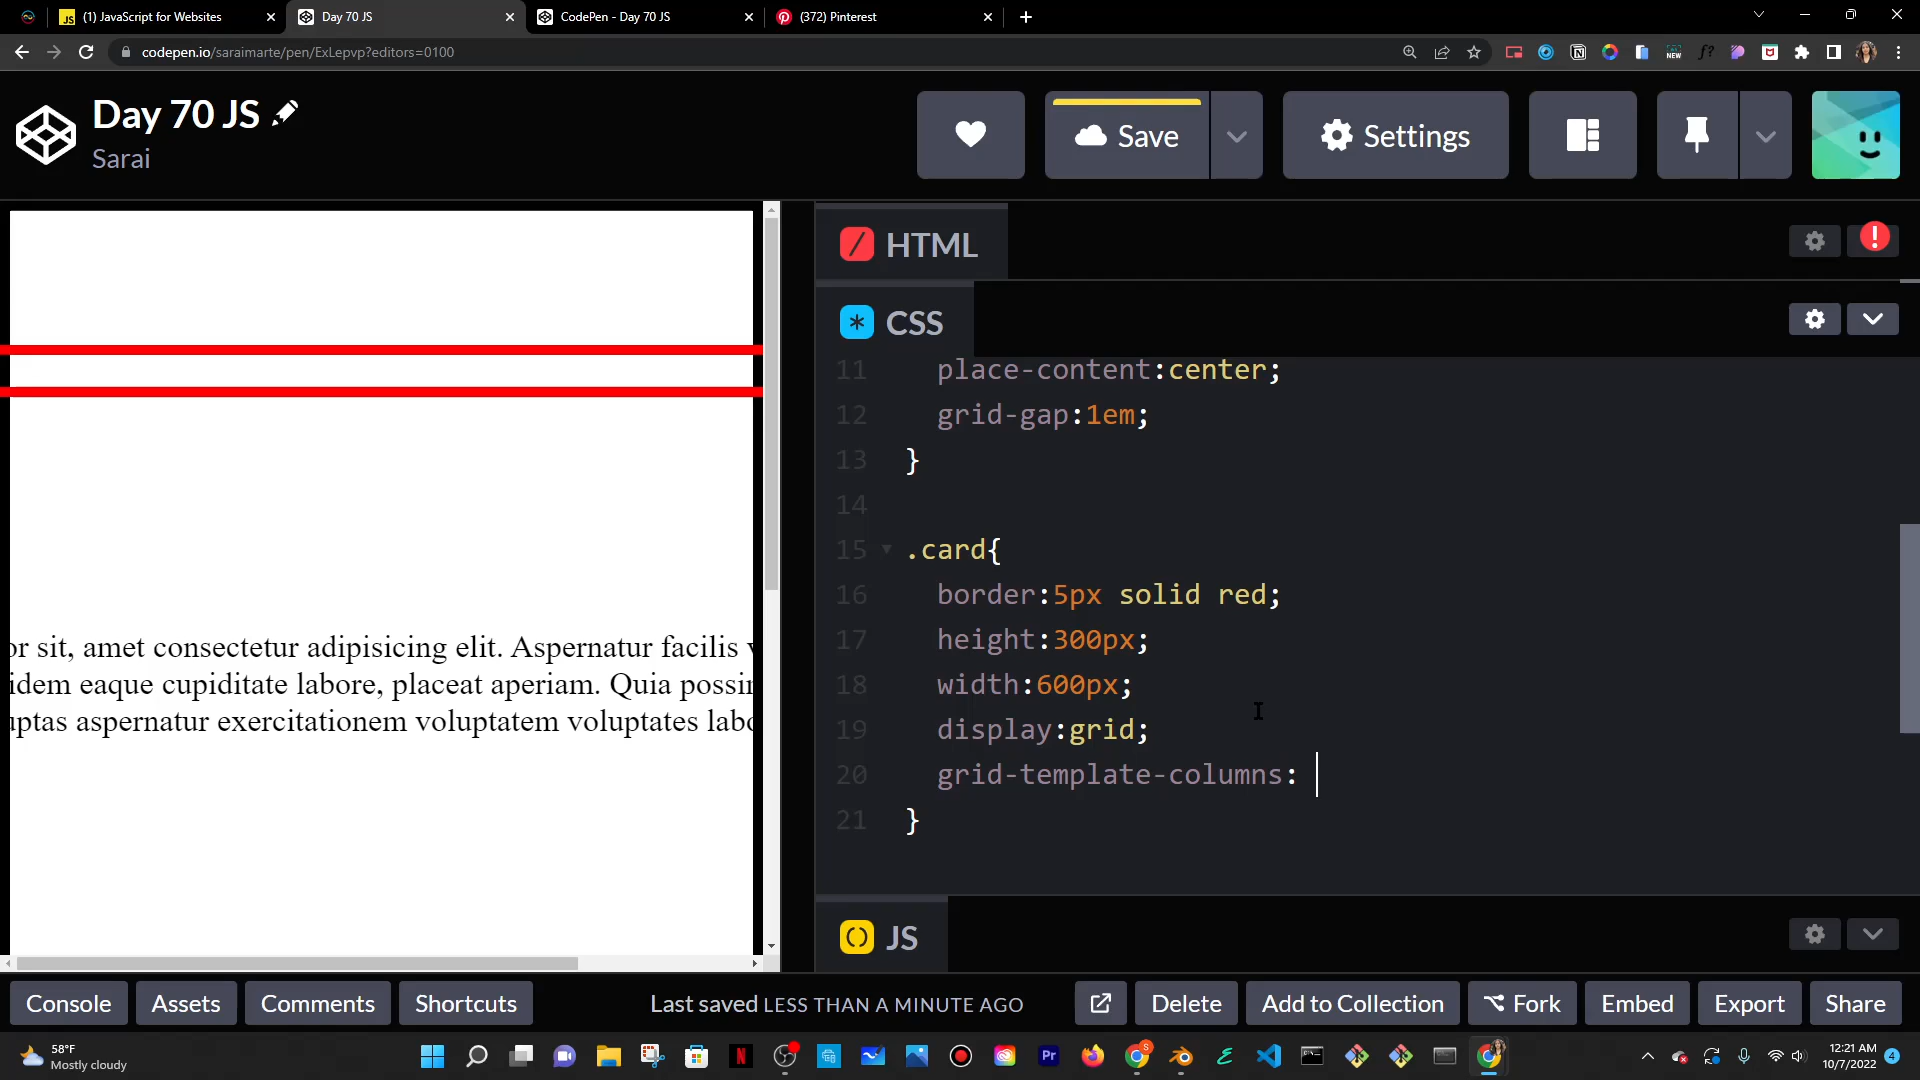 (1) JavaScript for Websites
Day 70 JS
CodePen - Day 70 JS
(372) Pinterest
codepen.io/saraimarte/pen/ExLepvp?editors=0100
Day 70 JS
Sarai
Save
Settings
HTML
CSS
11 place-content:center;
12 grid-gap:1em;
13 }
14
15 .card{
16 border:5px solid red;
17 height:300px;
18 width:600px;
19 display:grid;
20 grid-template-columns:
21 }
or sit, amet consectetur adipisicing elit. Aspernatur facilis
idem eaque cupiditate labore, placeat aperiam. Quia possi
uptas aspernatur exercitationem voluptatem voluptates lab
JS
Console
Assets
Comments
Shortcuts
Last saved LESS THAN A MINUTE AGO
Delete
Add to Collection
Fork
Embed
Export
Share
58°F
Mostly cloudy
12:21 AM
10/7/2022
4